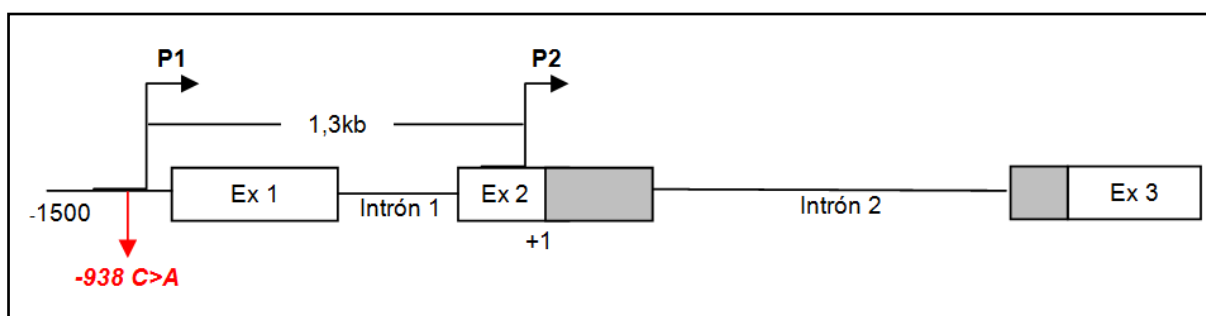 P1
P2
1,3kb
Ex 1
Ex 2
Ex 3
Intrón 1
Intrón 2
-1500
+1
-938 C>A